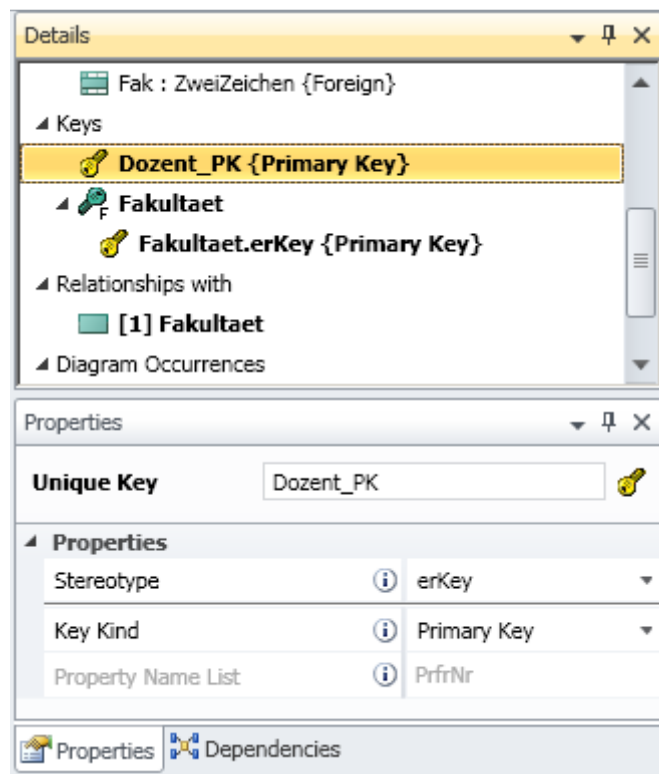 Details
Fak : ZweiZeichen {Foreign}
Keys
Dozent_PK {Primary Key}
F Fakultaet
Fakultaet.erKey {Primary Key}
Relationships with
[1] Fakultaet
Diagram Occurrences
Properties
Unique Key Dozent_PK
Properties
Stereotype i erKey
Key Kind i Primary Key
Property Name List i PrfrNr
Properties Dependencies